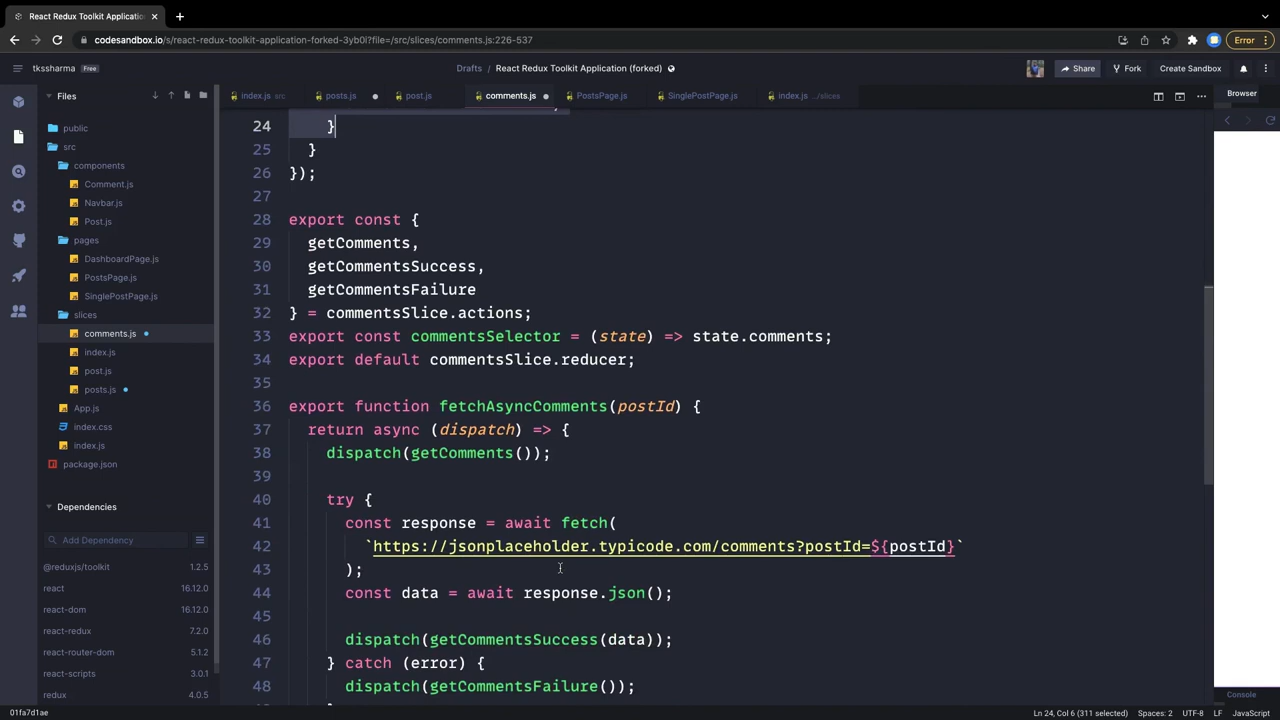 React Redux Toolkit Application
codesandbox.io/s/react-redux-toolkit-application-forked-3yb0l?file=/src/slices/comments.js:226-537
Error
tkssharma Free
Drafts / React Redux Toolkit Application (forked)
Share
Fork
Create Sandbox
Files
index.js src
posts.js
post.js
comments.js
PostsPage.js
SinglePostPage.js
index.js ../slices
Browser
public
src
components
Comment.js
Navbar.js
Post.js
pages
DashboardPage.js
PostsPage.js
SinglePostPage.js
slices
comments.js
index.js
post.js
posts.js
App.js
index.css
index.js
package.json
Dependencies
Add Dependency
@reduxjs/toolkit 1.2.5
react 16.12.0
react-dom 16.12.0
react-redux 7.2.0
react-router-dom 5.1.2
react-scripts 3.0.1
redux 4.0.5
24 }
25 }
26 });
27
28 export const {
29 getComments,
30 getCommentsSuccess,
31 getCommentsFailure
32 } = commentsSlice.actions;
33 export const commentsSelector = (state) => state.comments;
34 export default commentsSlice.reducer;
35
36 export function fetchAsyncComments(postId) {
37 return async (dispatch) => {
38 dispatch(getComments());
39
40 try {
41 const response = await fetch(
42 `https://jsonplaceholder.typicode.com/comments?postId=${postId}`
43 );
44 const data = await response.json();
45
46 dispatch(getCommentsSuccess(data));
47 } catch (error) {
48 dispatch(getCommentsFailure());
Console
01fa7d1ae
Ln 24, Col 6 (311 selected) Spaces: 2 UTF-8 LF JavaScript